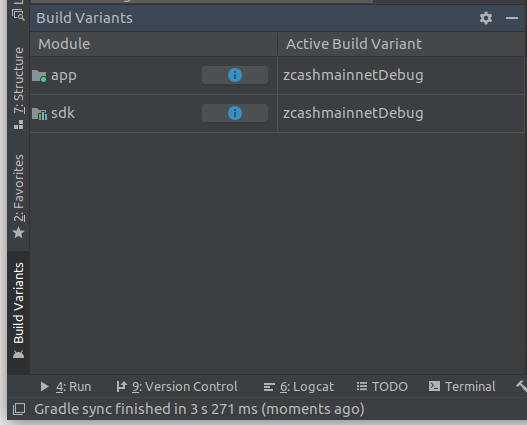 Build Variants
Module Active Build Variant
app zcashmainnetDebug
sdk zcashmainnetDebug
7: Structure
2: Favorites
Build Variants
4: Run 9: Version Control 6: Logcat TODO Terminal
Gradle sync finished in 3 s 271 ms (moments ago)